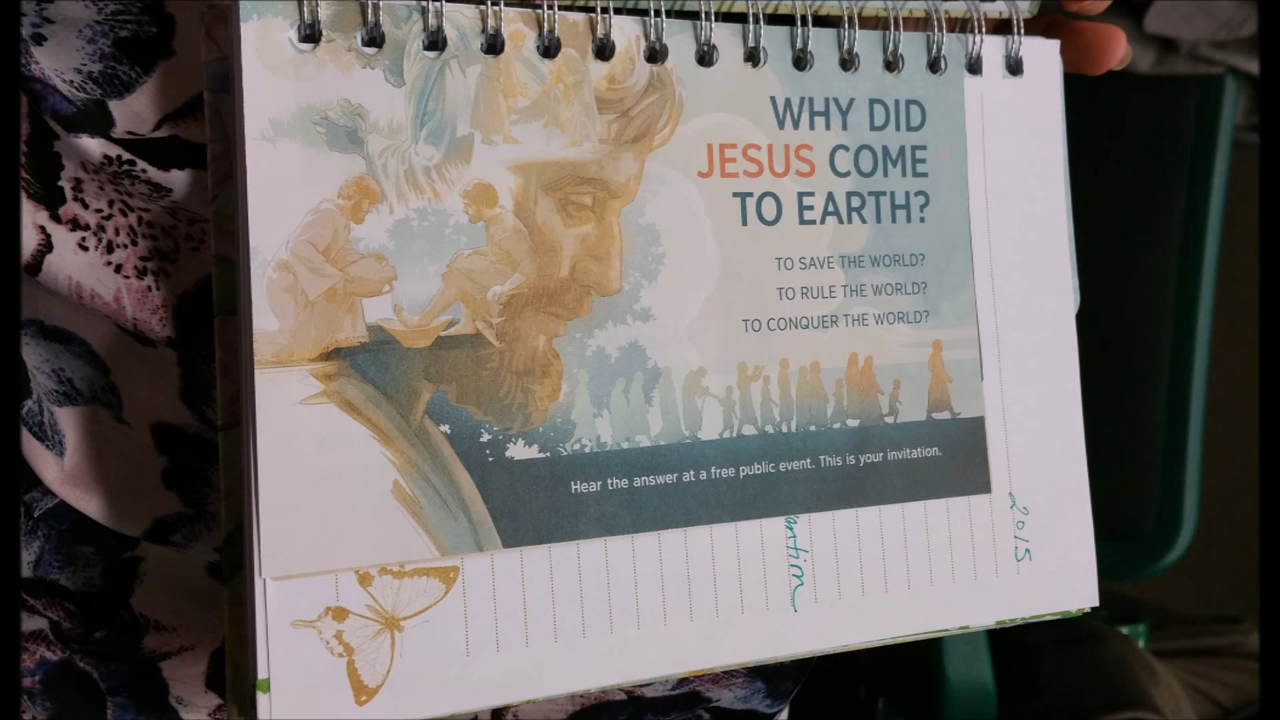 WHY DID
JESUS COME
TO EARTH?
TO SAVE THE WORLD?
TO RULE THE WORLD?
TO CONQUER THE WORLD?
Hear the answer at a free public event. This is your invitation.
2015